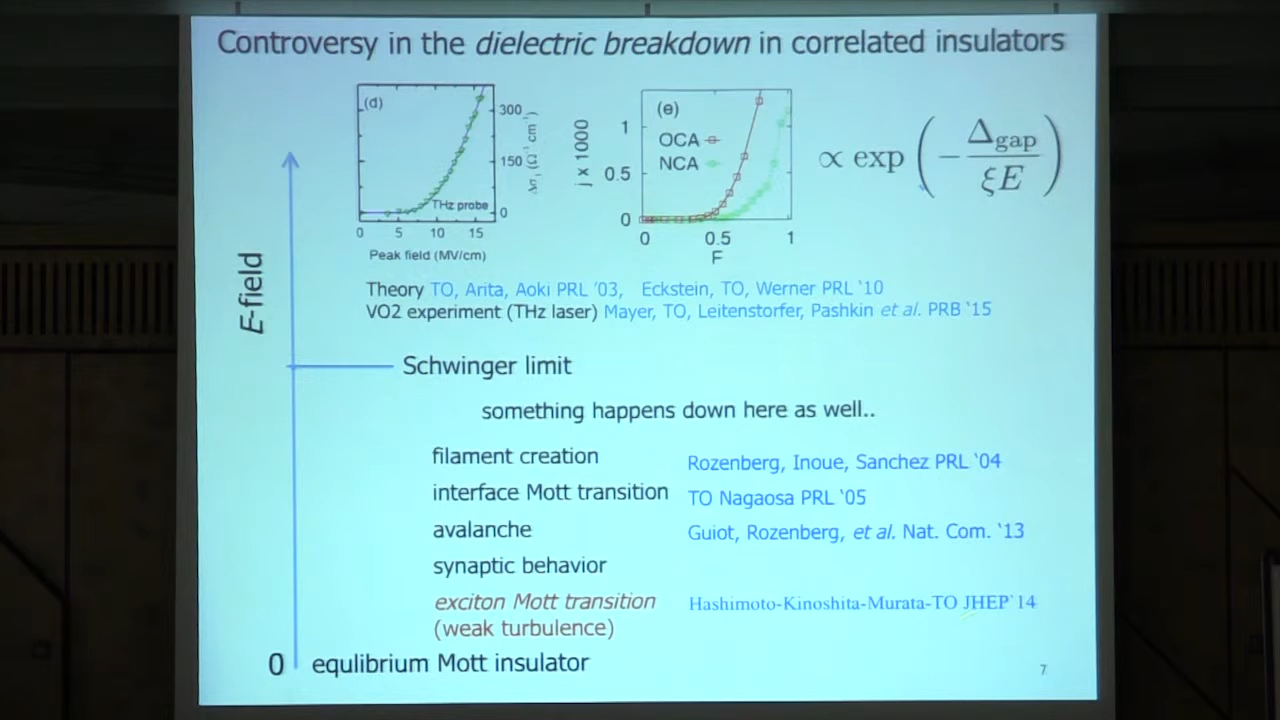 Controversy in the dielectric breakdown in correlated insulators
(d)
300
150
0
Δσ₁ (Ω⁻¹ cm⁻¹)
THz probe
0 5 10 15
Peak field (MV/cm)
(e)
OCA
NCA
j x 1000
1
0.5
0
0 0.5 1
F
∝ exp ( − Δgap / ξE )
E-field
Theory TO, Arita, Aoki PRL '03, Eckstein, TO, Werner PRL '10
VO2 experiment (THz laser) Mayer, TO, Leitenstorfer, Pashkin et al. PRB '15
Schwinger limit
something happens down here as well..
filament creation Rozenberg, Inoue, Sanchez PRL '04
interface Mott transition TO Nagaosa PRL '05
avalanche Guiot, Rozenberg, et al. Nat. Com. '13
synaptic behavior
exciton Mott transition Hashimoto-Kinoshita-Murata-TO JHEP`14
(weak turbulence)
0 equlibrium Mott insulator
7